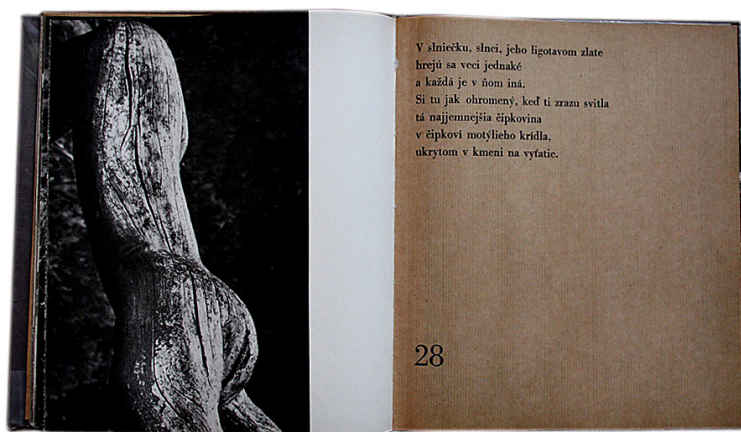 V slniečku, slnci, jeho ligotavom zlate
hrejú sa veci jednaké
a každá je v ňom iná.
Si tu jak ohromený, keď ti zrazu svitla
tá najjemnejšia čipkovina
v čipkoví motýlieho krídla,
ukrytom v kmeni na vyťatie.
28